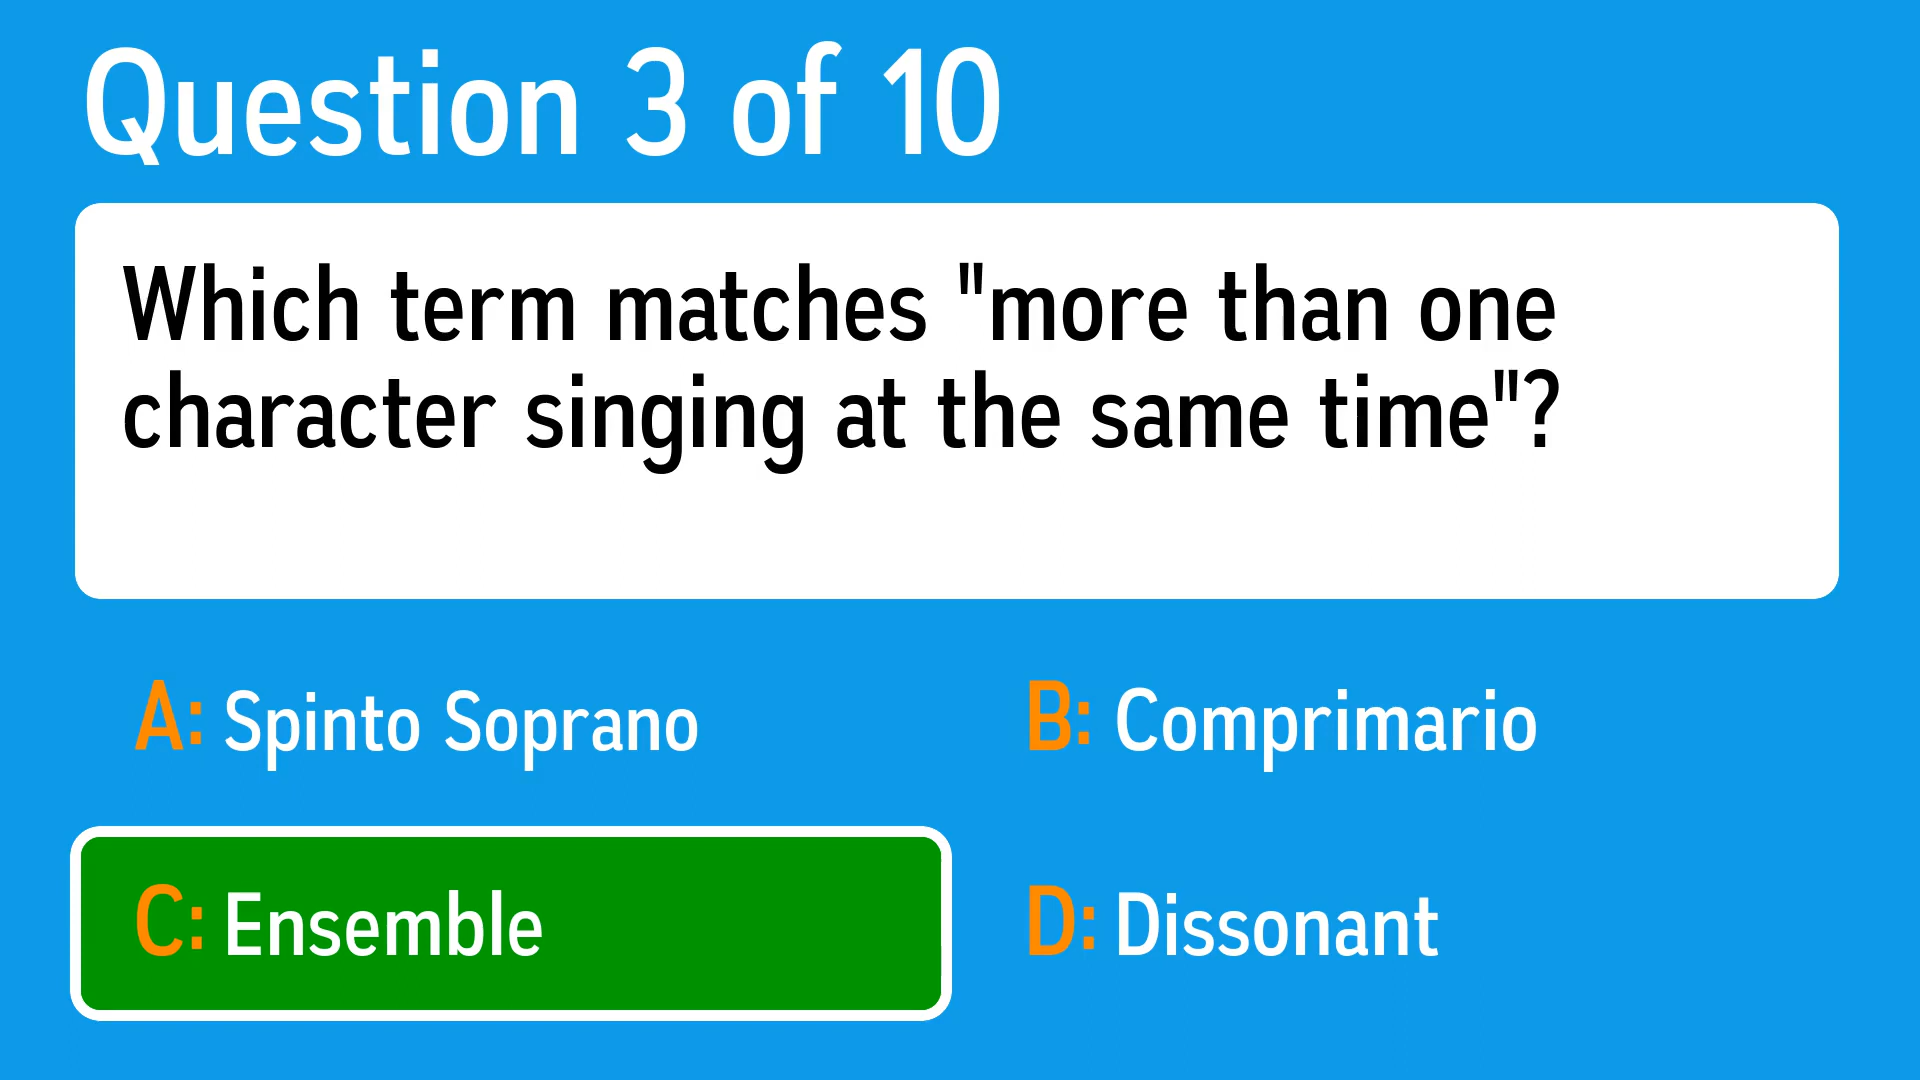 Question 3 of 10
Which term matches "more than one
character singing at the same time"?
A: Spinto Soprano
B: Comprimario
C: Ensemble
D: Dissonant